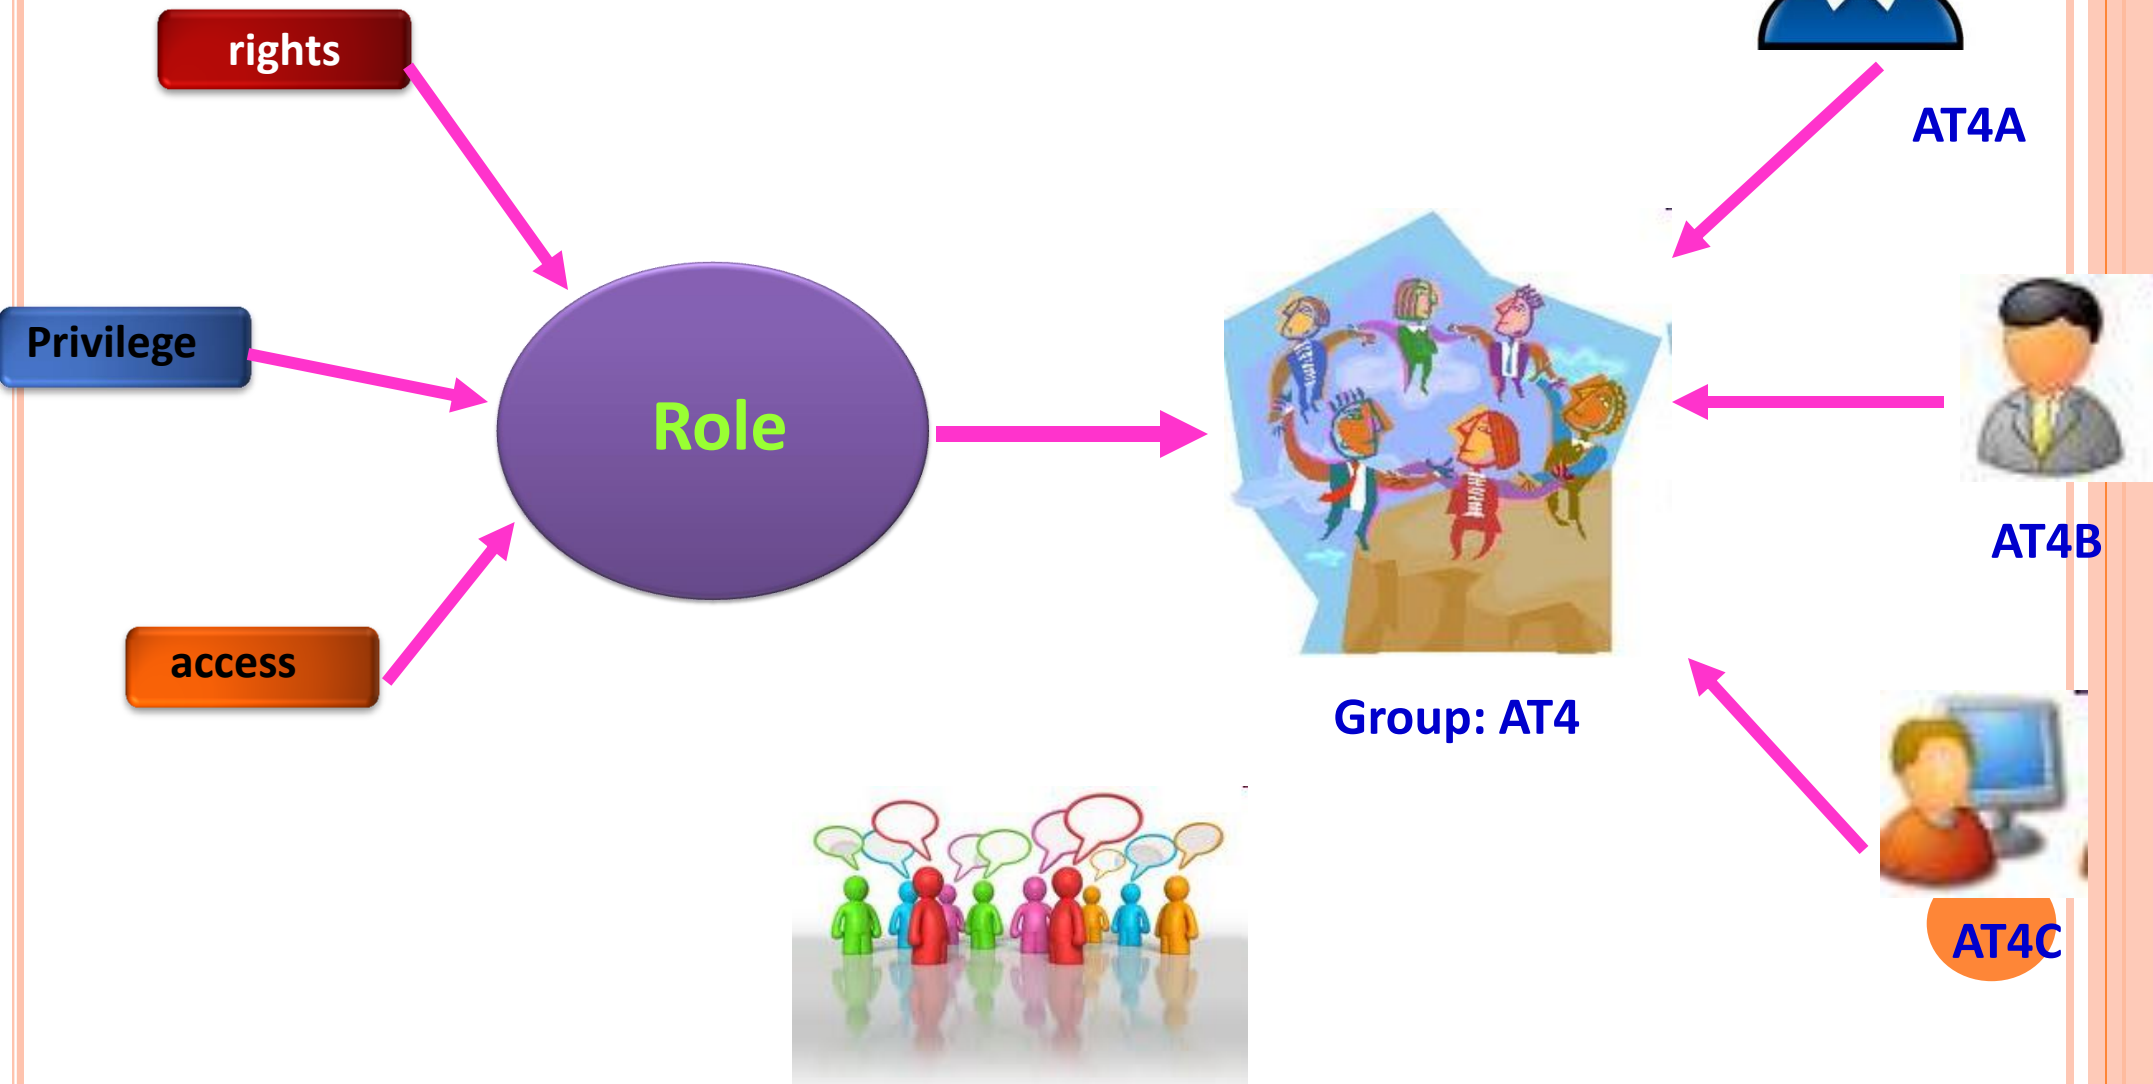 rights
AT4A
Privilege
Role
AT4B
access
Group: AT4
AT4C